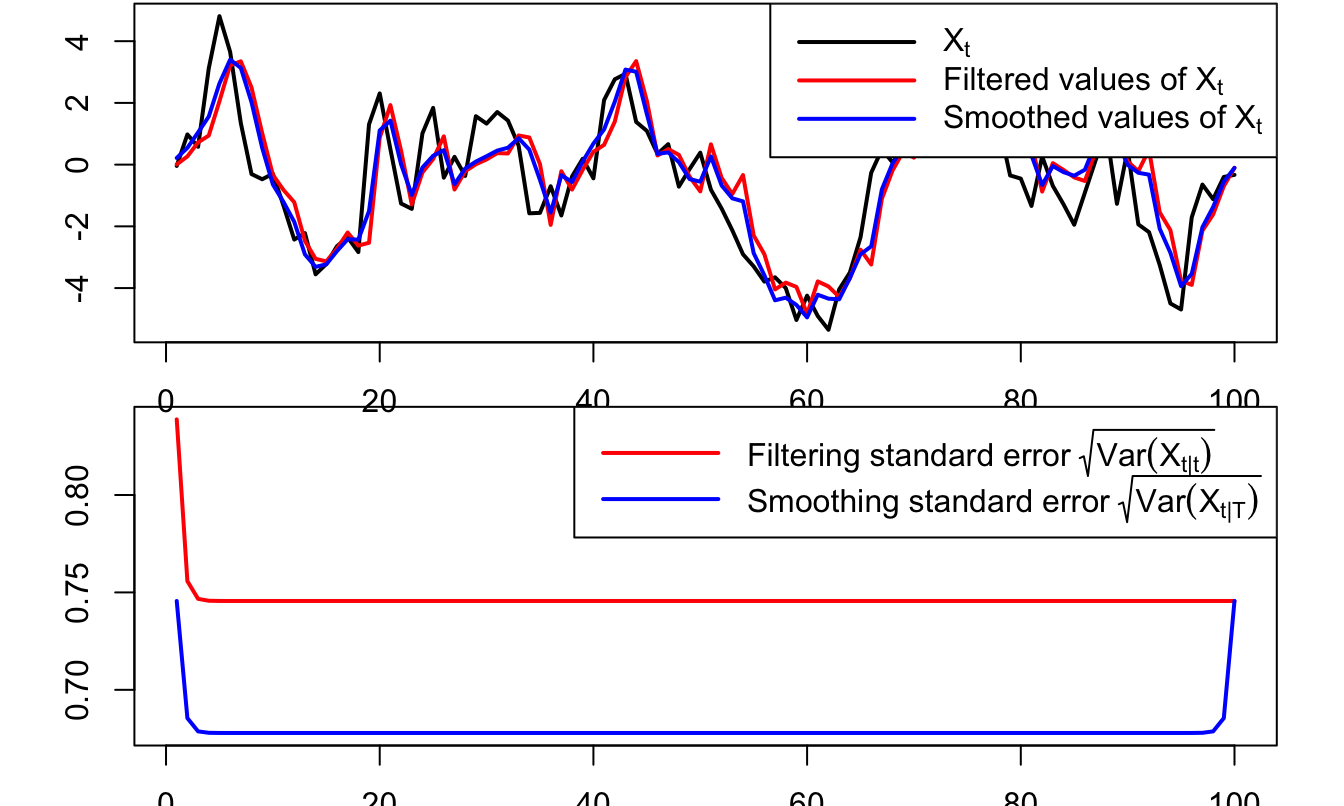 4
2
0
-2
-4
Xt
Filtered values of Xt
Smoothed values of Xt
0 20 40 60 80 100
0.80
0.75
0.70
Filtering standard error √Var(Xt|t)
Smoothing standard error √Var(Xt|T)
0 20 40 60 80 100